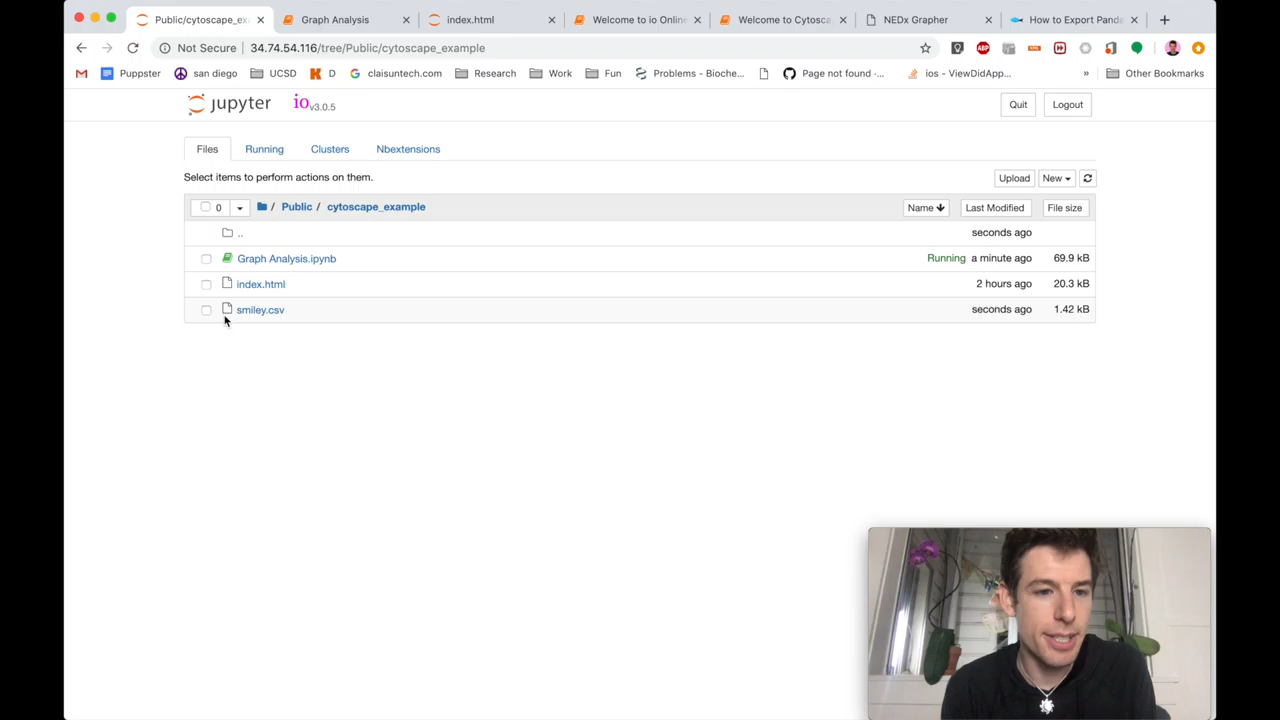 Public/cytoscape_ex
Graph Analysis
index.html
Welcome to io Online
Welcome to Cytosca
NEDx Grapher
How to Export Panda
Not Secure 34.74.54.116/tree/Public/cytoscape_example
ABP
Puppster san diego UCSD D claisuntech.com Research Work Fun Problems - Bioche... Page not found ·... ios - ViewDidApp... » Other Bookmarks
jupyter io v3.0.5 Quit Logout
Files Running Clusters Nbextensions
Select items to perform actions on them. Upload New
0 / Public / cytoscape_example Name Last Modified File size
.. seconds ago
Graph Analysis.ipynb Running a minute ago 69.9 kB
index.html 2 hours ago 20.3 kB
smiley.csv seconds ago 1.42 kB